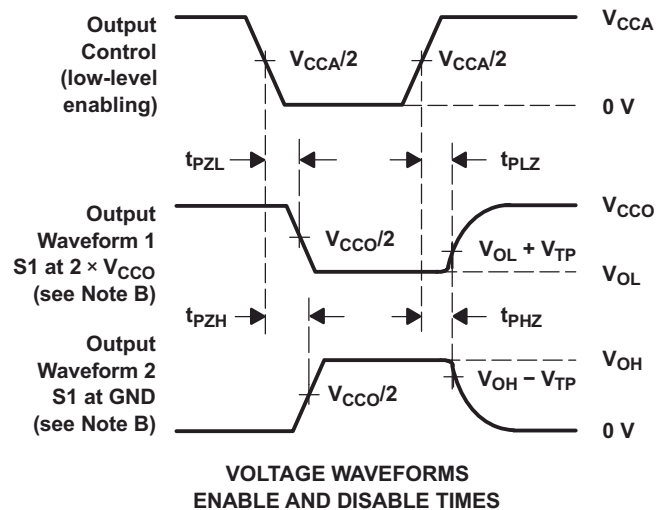 Output
Control
(low-level
enabling)
VCCA/2
VCCA/2
VCCA
0 V
tPZL
tPLZ
Output
Waveform 1
S1 at 2 × VCCO
(see Note B)
VCCO/2
VCCO
VOL + VTP
VOL
tPZH
tPHZ
Output
Waveform 2
S1 at GND
(see Note B)
VCCO/2
VOH
VOH − VTP
0 V
VOLTAGE WAVEFORMS
ENABLE AND DISABLE TIMES